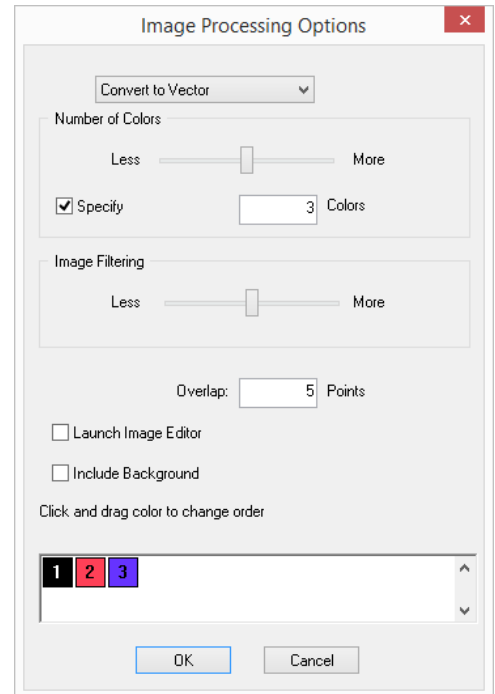 Image Processing Options
Convert to Vector
Number of Colors
Less More
Specify 3 Colors
Image Filtering
Less More
Overlap: 5 Points
Launch Image Editor
Include Background
Click and drag color to change order
1 2 3
OK Cancel